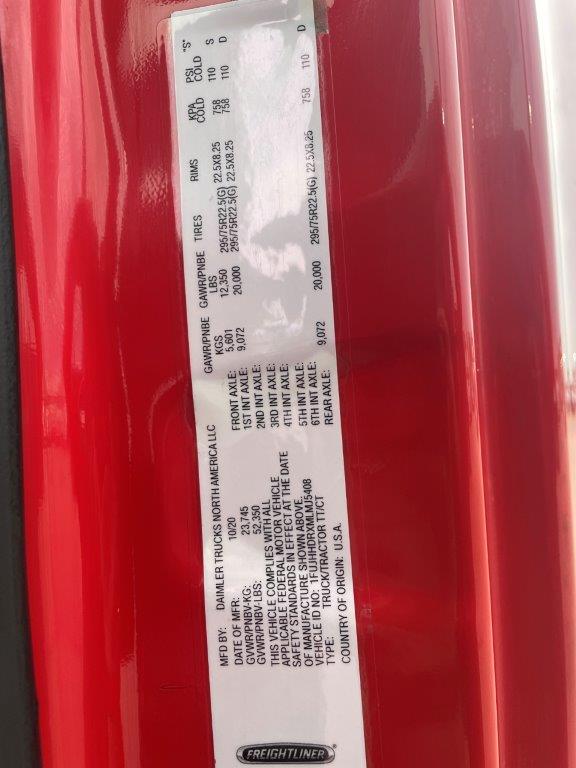 FREIGHTLINER
MFD BY: DAIMLER TRUCKS NORTH AMERICA LLC
DATE OF MFR: 10/20
GVWR/PNBV-KG: 23,745
GVWR/PNBV-LBS: 52,350
THIS VEHICLE COMPLIES WITH ALL
APPLICABLE FEDERAL MOTOR VEHICLE
SAFETY STANDARDS IN EFFECT AT THE DATE
OF MANUFACTURE SHOWN ABOVE.
VEHICLE ID NO: 1FUJHHDRXMLMJ5408
TYPE: TRUCK/TRACTOR TT/CT
COUNTRY OF ORIGIN: U.S.A.
GAWR/PNBE GAWR/PNBE TIRES RIMS KPA PSI "S"
KGS LBS COLD COLD
FRONT AXLE: 5,601 12,350 295/75R22.5(G) 22.5X8.25 758 110 S
1ST INT AXLE: 9,072 20,000 295/75R22.5(G) 22.5X8.25 758 110 D
2ND INT AXLE:
3RD INT AXLE:
4TH INT AXLE:
5TH INT AXLE:
6TH INT AXLE:
REAR AXLE: 9,072 20,000 295/75R22.5(G) 22.5X8.25 758 110 D